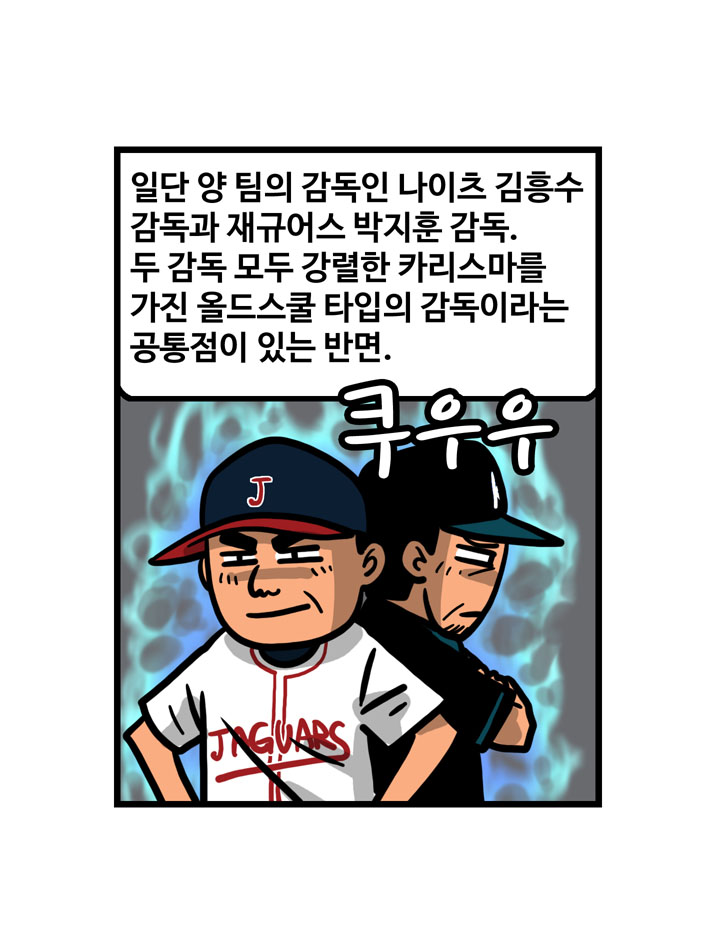 일단 양 팀의 감독인 나이츠 김흥수
감독과 재규어스 박지훈 감독.
두 감독 모두 강렬한 카리스마를
가진 올드스쿨 타입의 감독이라는
공통점이 있는 반면.
쿠우우
J
JAGUARS